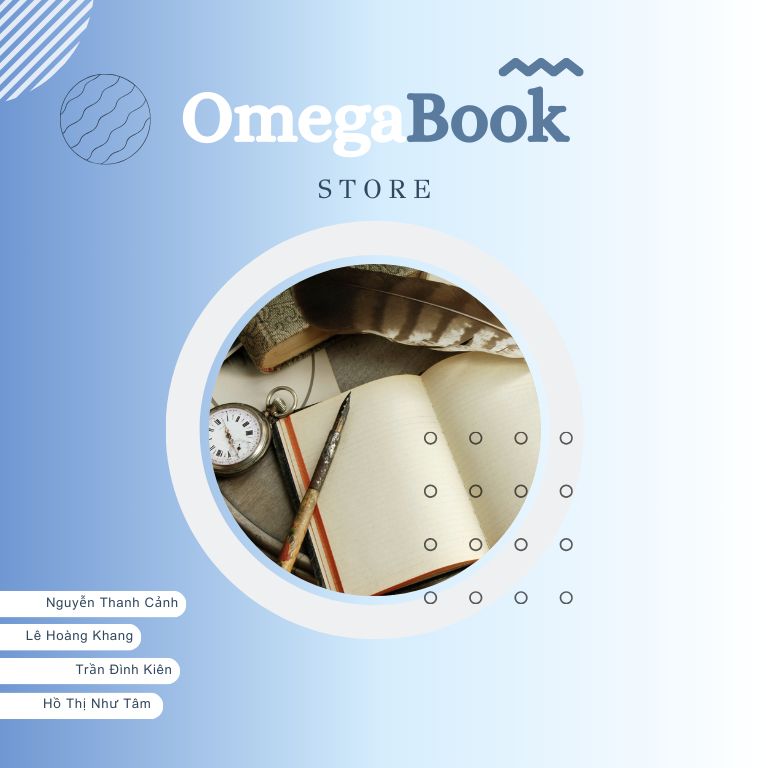 OmegaBook
STORE
Nguyễn Thanh Cảnh
Lê Hoàng Khang
Trần Đình Kiên
Hồ Thị Như Tâm